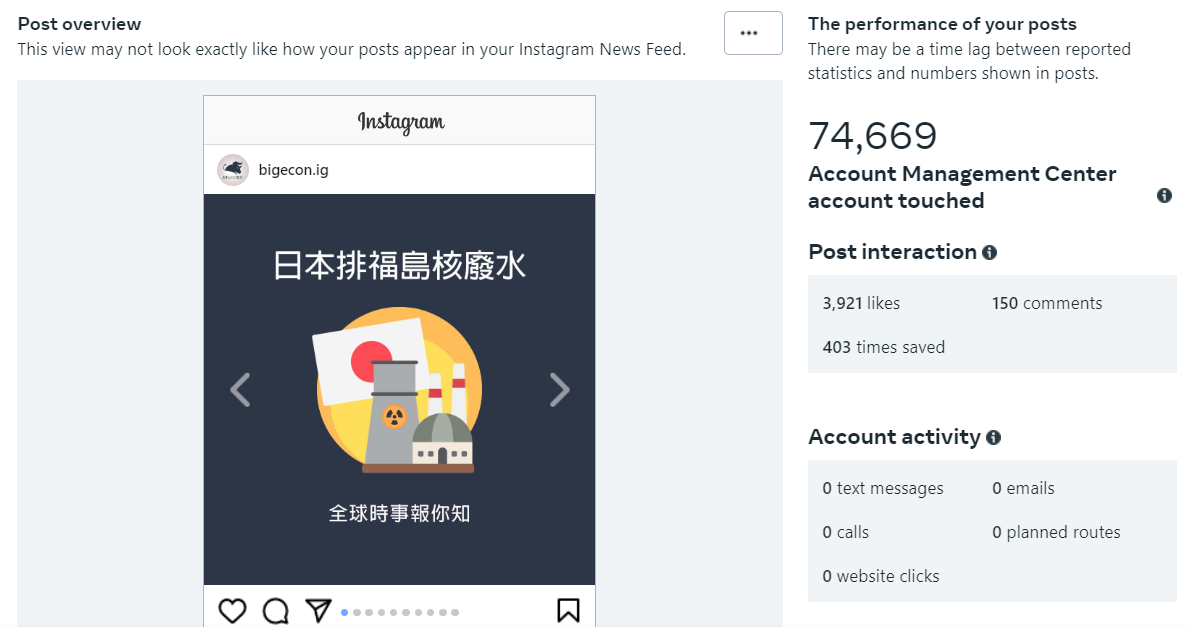 Post overview
This view may not look exactly like how your posts appear in your Instagram News Feed.
Instagram
bigecon.ig
日本排福島核廢水
全球時事報你知
The performance of your posts
There may be a time lag between reported
statistics and numbers shown in posts.
74,669
Account Management Center
account touched
Post interaction
3,921 likes
150 comments
403 times saved
Account activity
0 text messages
0 emails
0 calls
0 planned routes
0 website clicks